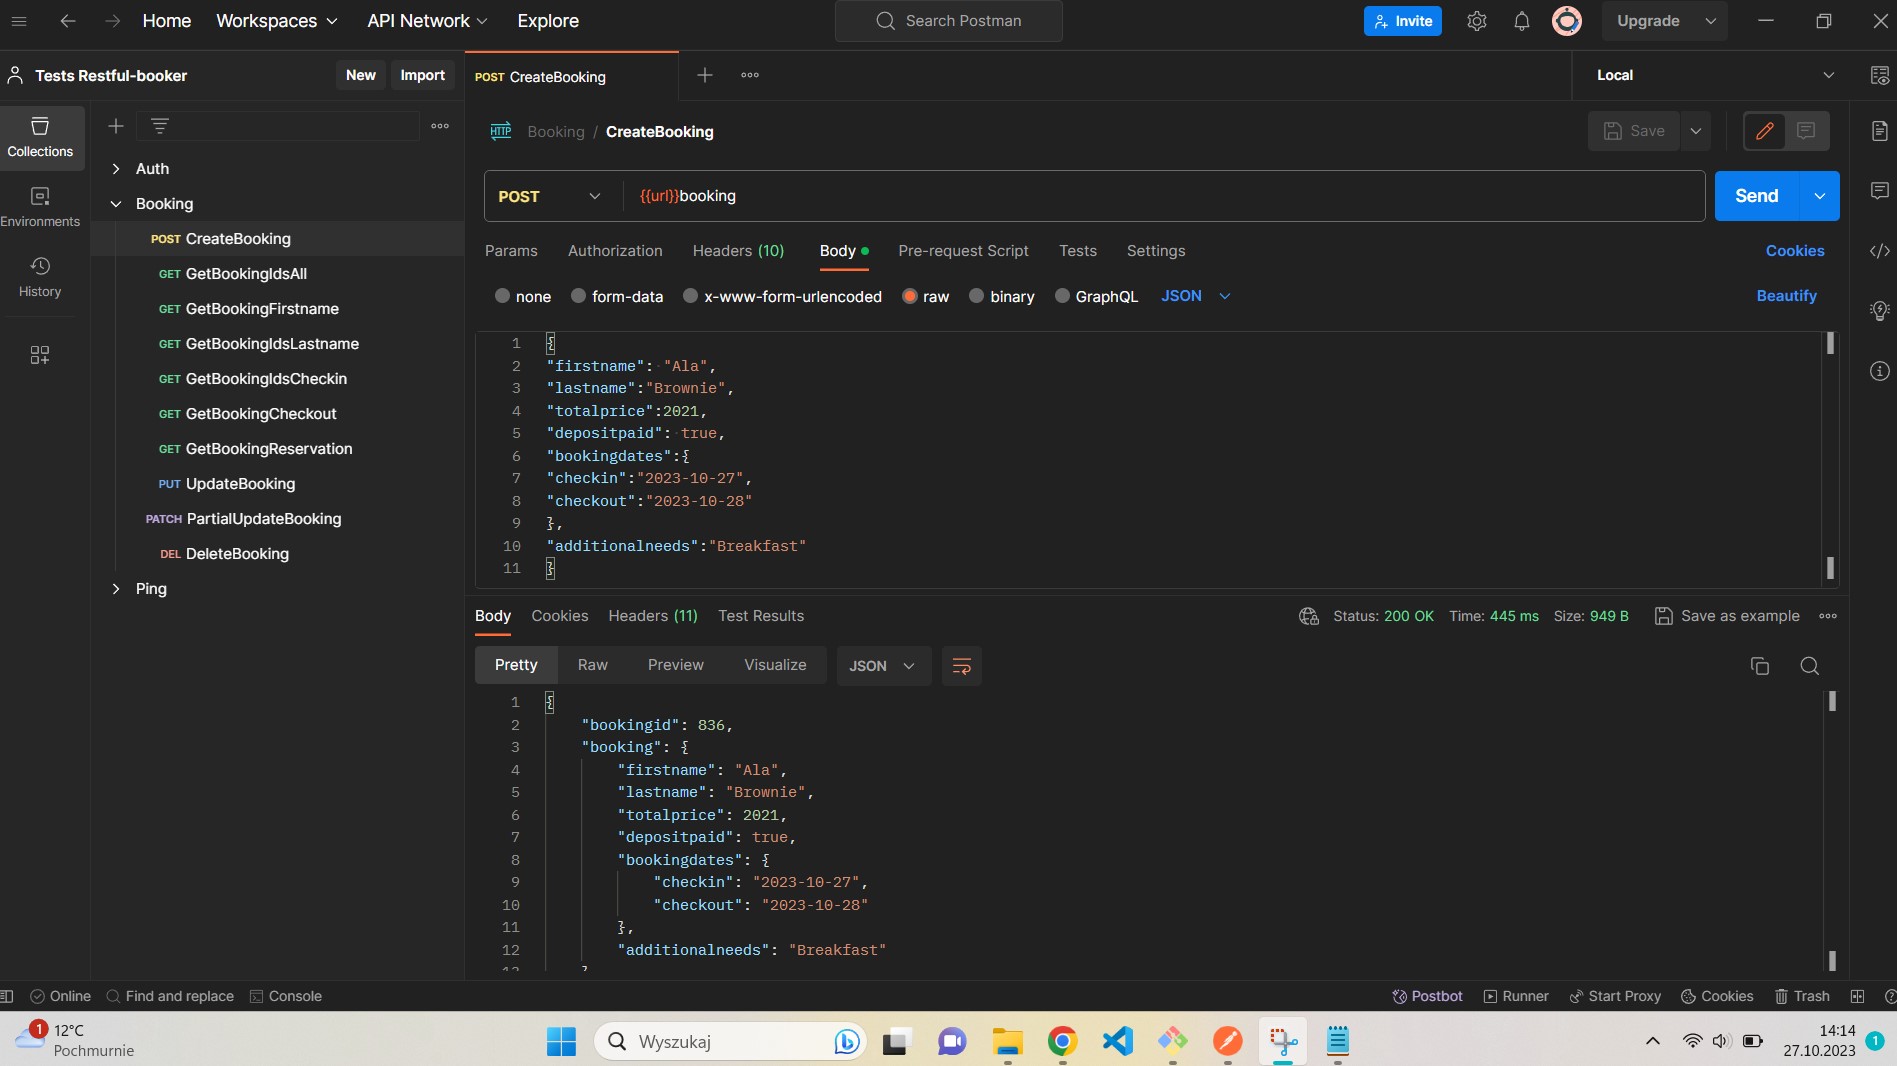 Home Workspaces API Network Explore Search Postman Invite Upgrade
Tests Restful-booker New Import POST CreateBooking Local
Collections
Environments
History
Auth
Booking
POST CreateBooking
GET GetBookingIdsAll
GET GetBookingFirstname
GET GetBookingIdsLastname
GET GetBookingIdsCheckin
GET GetBookingCheckout
GET GetBookingReservation
PUT UpdateBooking
PATCH PartialUpdateBooking
DEL DeleteBooking
Ping
HTTP Booking / CreateBooking Save
POST {{url}}booking Send
Params Authorization Headers (10) Body Pre-request Script Tests Settings Cookies
none form-data x-www-form-urlencoded raw binary GraphQL JSON Beautify
1 {
2 "firstname": "Ala",
3 "lastname":"Brownie",
4 "totalprice":2021,
5 "depositpaid": true,
6 "bookingdates":{
7 "checkin":"2023-10-27",
8 "checkout":"2023-10-28"
9 },
10 "additionalneeds":"Breakfast"
11 }
Body Cookies Headers (11) Test Results Status: 200 OK Time: 445 ms Size: 949 B Save as example
Pretty Raw Preview Visualize JSON
1 {
2 "bookingid": 836,
3 "booking": {
4 "firstname": "Ala",
5 "lastname": "Brownie",
6 "totalprice": 2021,
7 "depositpaid": true,
8 "bookingdates": {
9 "checkin": "2023-10-27",
10 "checkout": "2023-10-28"
11 },
12 "additionalneeds": "Breakfast"
Online Find and replace Console Postbot Runner Start Proxy Cookies Trash
1 12°C
Pochmurnie
Wyszukaj
14:14
27.10.2023 1